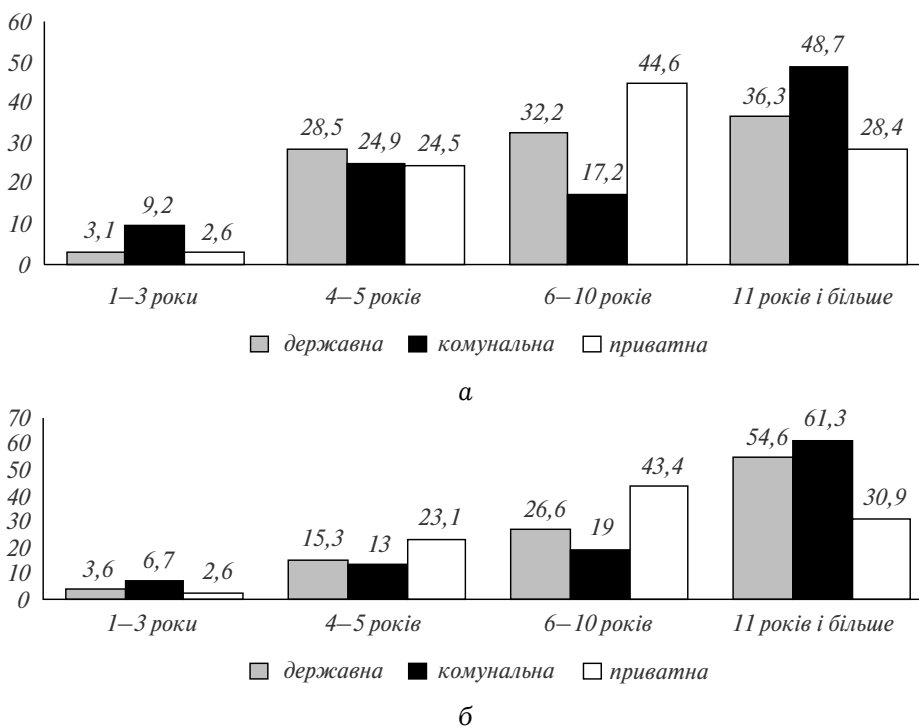 60
50
40
30
20
10
0
3,1 9,2 2,6
28,5 24,9 24,5
32,2 17,2 44,6
36,3 48,7 28,4
1–3 роки 4–5 років 6–10 років 11 років і більше
державна комунальна приватна
а
70
60
50
40
30
20
10
0
3,6 6,7 2,6
15,3 13 23,1
26,6 19 43,4
54,6 61,3 30,9
1–3 роки 4–5 років 6–10 років 11 років і більше
державна комунальна приватна
б